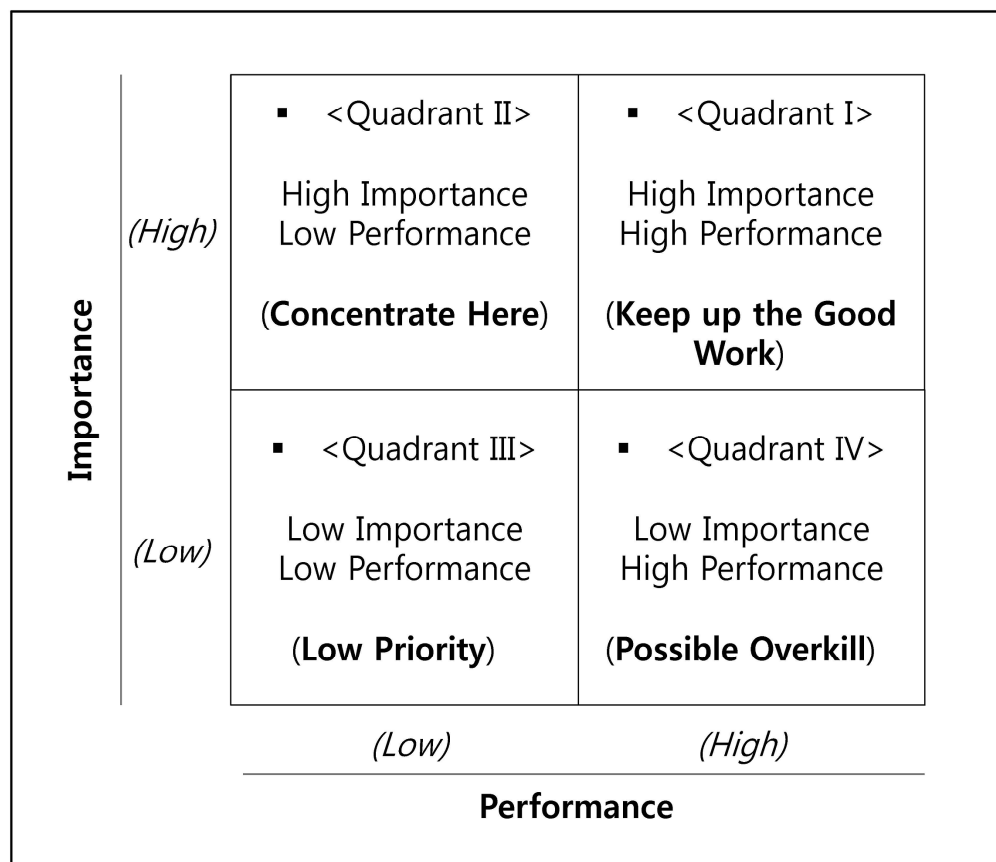 Importance
(High)
▪ <Quadrant II>
High Importance
Low Performance
(Concentrate Here)
▪ <Quadrant I>
High Importance
High Performance
(Keep up the Good
Work)
(Low)
▪ <Quadrant III>
Low Importance
Low Performance
(Low Priority)
▪ <Quadrant IV>
Low Importance
High Performance
(Possible Overkill)
(Low)
(High)
Performance